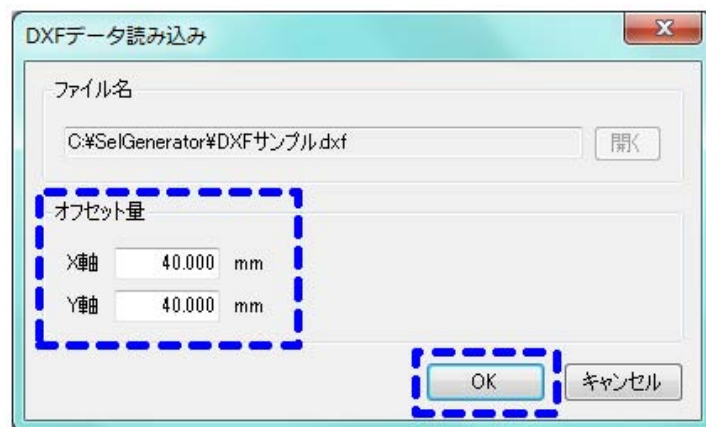 DXFデータ読み込み
ファイル名
C:¥SelGenerator¥DXFサンプル.dxf
開く
オフセット量
X軸 40.000 mm
Y軸 40.000 mm
OK キャンセル